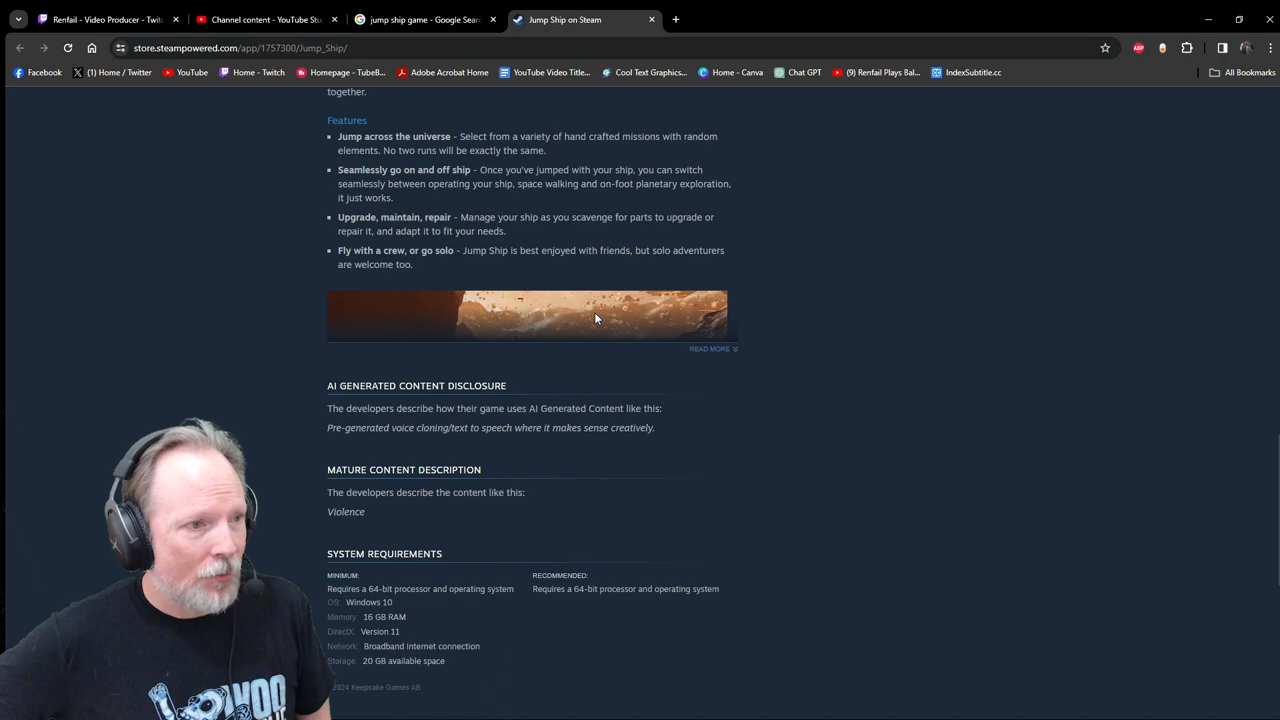 Renfail - Video Producer - Twitc
Channel content - YouTube Stu
jump ship game - Google Searc
Jump Ship on Steam
store.steampowered.com/app/1757300/Jump_Ship/
ABP
Facebook
(1) Home / Twitter
YouTube
Home - Twitch
Homepage - TubeB...
Adobe Acrobat Home
YouTube Video Title...
Cool Text Graphics...
Home - Canva
Chat GPT
(9) Renfail Plays Bal...
IndexSubtitle.cc
All Bookmarks
together.
Features
Jump across the universe - Select from a variety of hand crafted missions with random
elements. No two runs will be exactly the same.
Seamlessly go on and off ship - Once you've jumped with your ship, you can switch
seamlessly between operating your ship, space walking and on-foot planetary exploration,
it just works.
Upgrade, maintain, repair - Manage your ship as you scavenge for parts to upgrade or
repair it, and adapt it to fit your needs.
Fly with a crew, or go solo - Jump Ship is best enjoyed with friends, but solo adventurers
are welcome too.
READ MORE
AI GENERATED CONTENT DISCLOSURE
The developers describe how their game uses AI Generated Content like this:
Pre-generated voice cloning/text to speech where it makes sense creatively.
MATURE CONTENT DESCRIPTION
The developers describe the content like this:
Violence
SYSTEM REQUIREMENTS
MINIMUM:
Requires a 64-bit processor and operating system
OS: Windows 10
Memory: 16 GB RAM
DirectX: Version 11
Network: Broadband Internet connection
Storage: 20 GB available space
RECOMMENDED:
Requires a 64-bit processor and operating system
2024 Keepsake Games AB